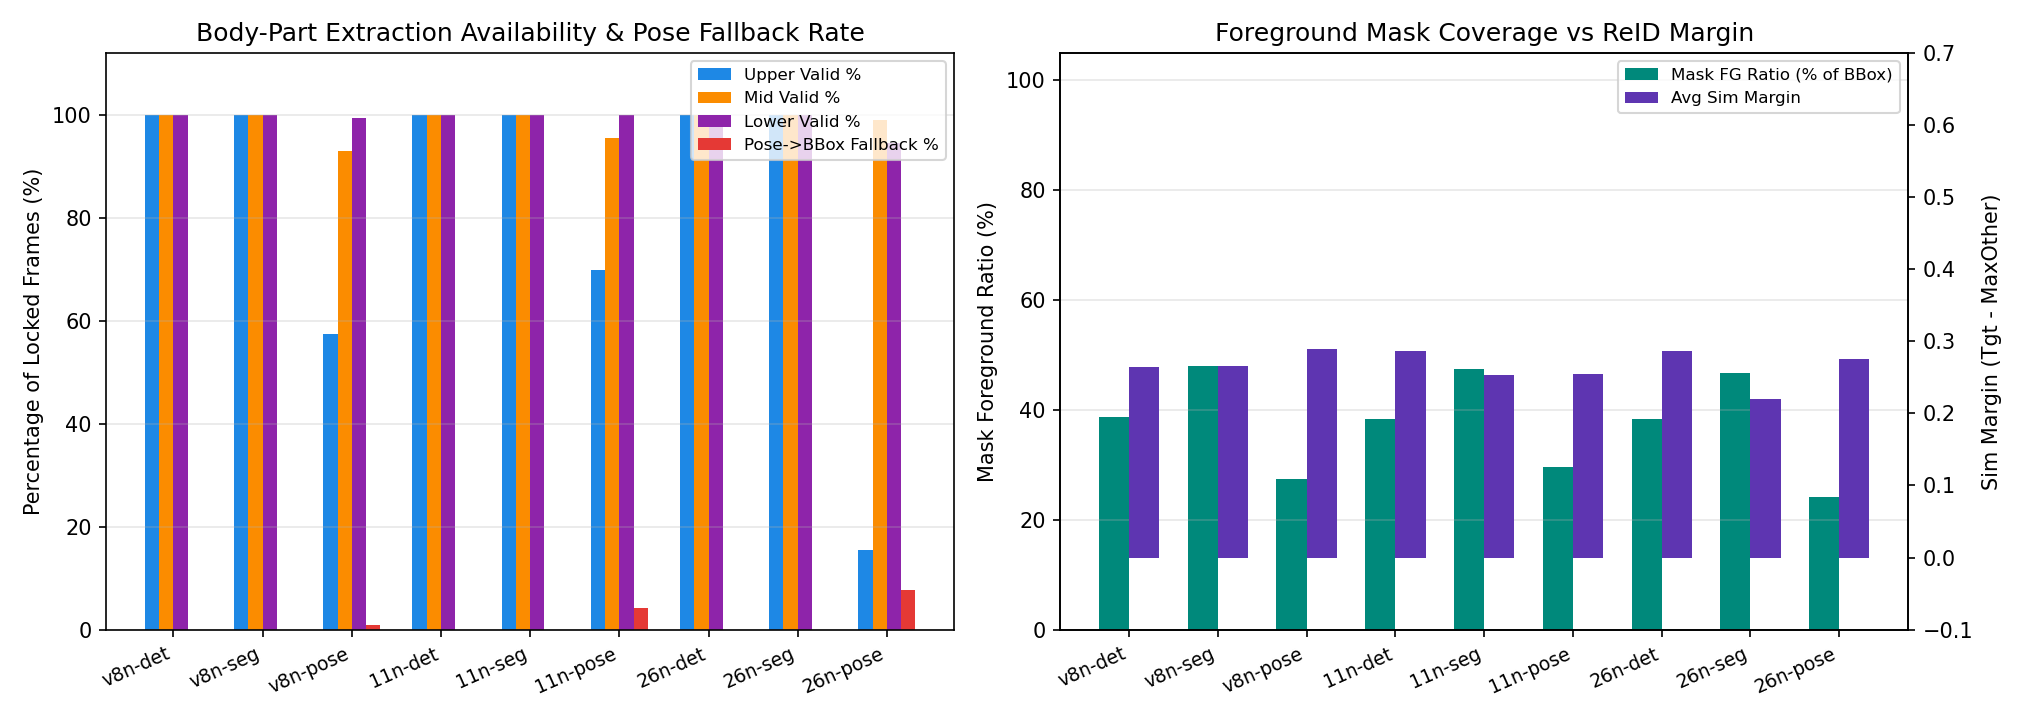 Body-Part Extraction Availability & Pose Fallback Rate
Upper Valid %
Mid Valid %
Lower Valid %
Pose->BBox Fallback %
Percentage of Locked Frames (%)
100
80
60
40
20
0
v8n-det
v8n-seg
v8n-pose
11n-det
11n-seg
11n-pose
26n-det
26n-seg
26n-pose
Foreground Mask Coverage vs ReID Margin
Mask FG Ratio (% of BBox)
Avg Sim Margin
Mask Foreground Ratio (%)
100
80
60
40
20
0
0.7
0.6
0.5
0.4
0.3
0.2
0.1
0.0
−0.1
Sim Margin (Tgt - MaxOther)
v8n-det
v8n-seg
v8n-pose
11n-det
11n-seg
11n-pose
26n-det
26n-seg
26n-pose